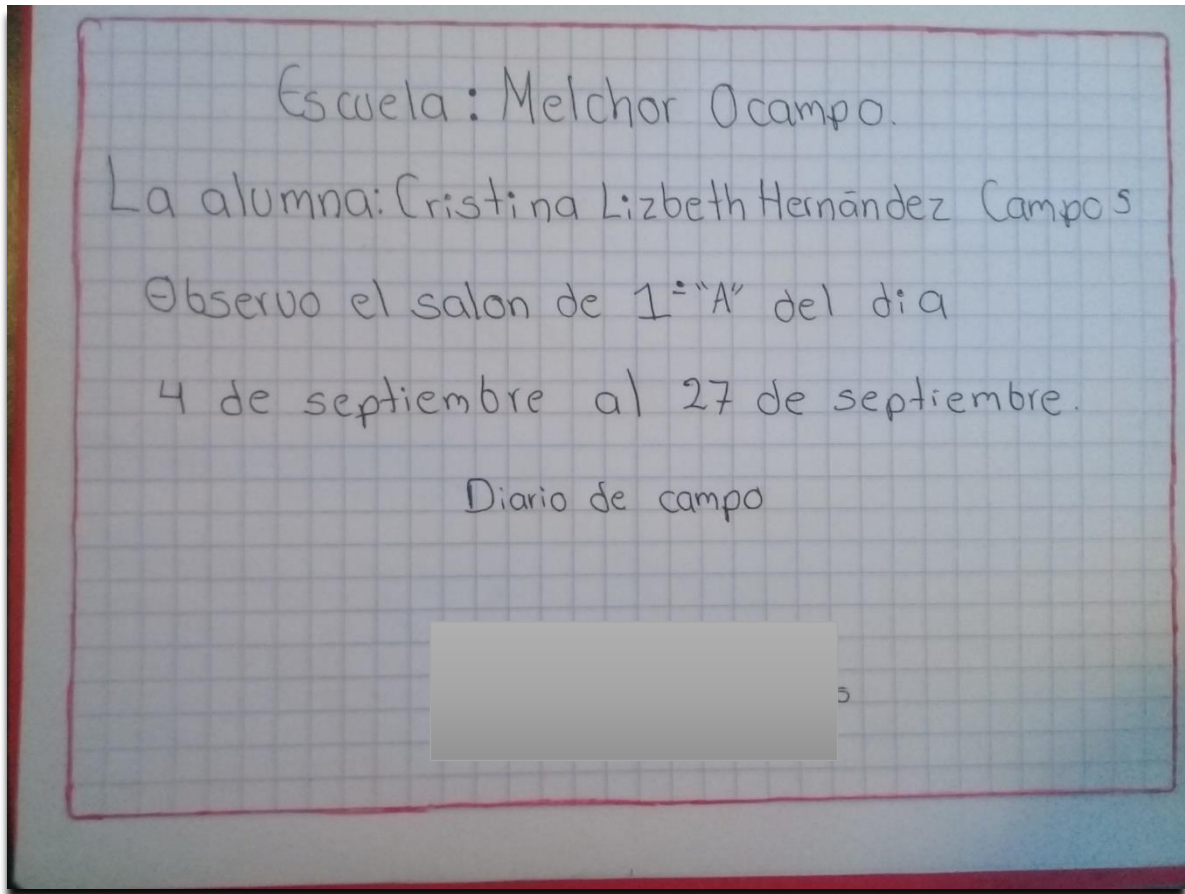 Escuela: Melchor Ocampo.
La alumna: Cristina Lizbeth Hernández Campos
Observo el salon de 1° "A" del dia
4 de septiembre al 27 de septiembre.
Diario de campo
s